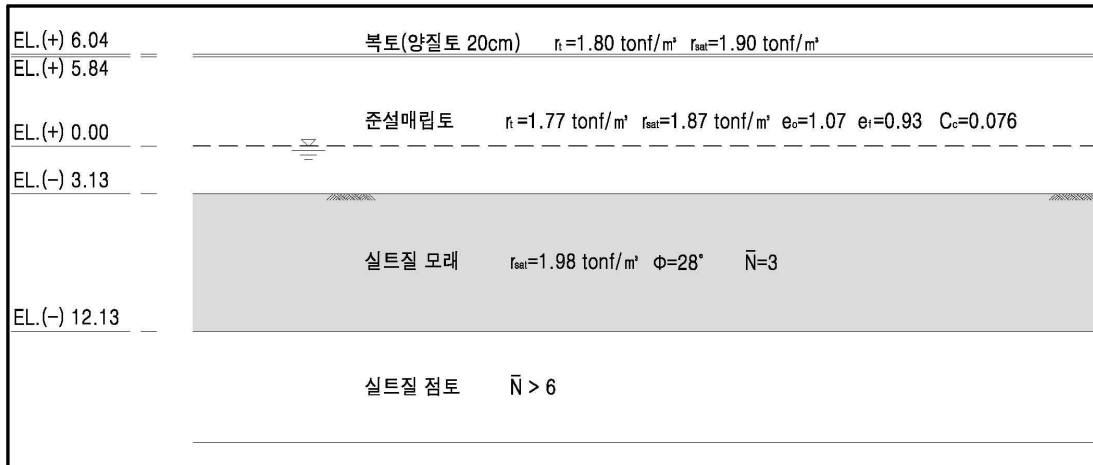 EL.(+) 6.04
복토(양질토 20cm) rt=1.80 tonf/m³ rsat=1.90 tonf/m³
EL.(+) 5.84
준설매립토 rt=1.77 tonf/m³ rsat=1.87 tonf/m³ eo=1.07 ef=0.93 Cc=0.076
EL.(+) 0.00
EL.(-) 3.13
실트질 모래 rsat=1.98 tonf/m³ Φ=28° N̄=3
EL.(-) 12.13
실트질 점토 N̄ > 6